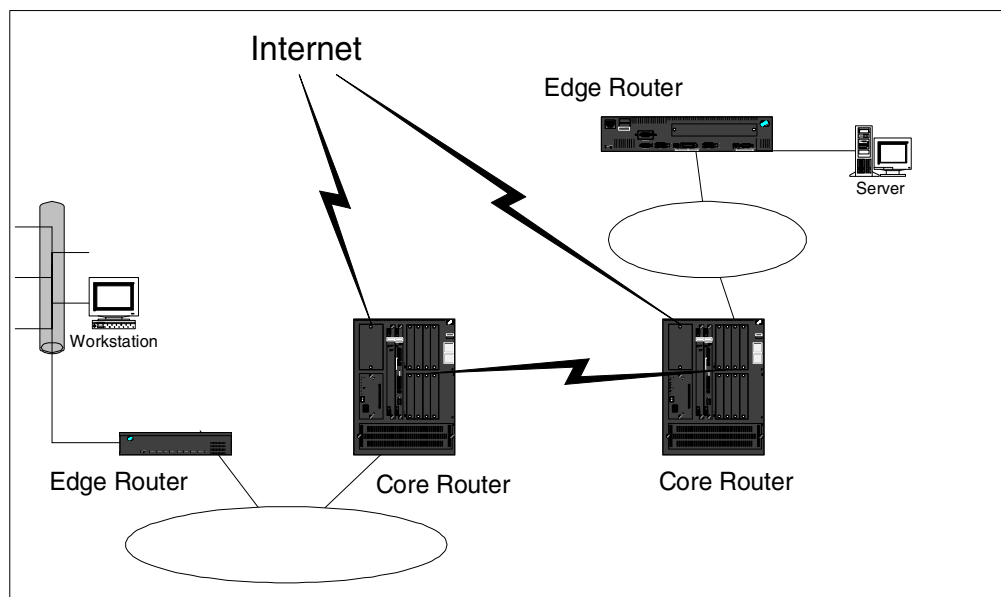 Internet
Edge Router
Server
Workstation
Edge Router
Core Router
Core Router